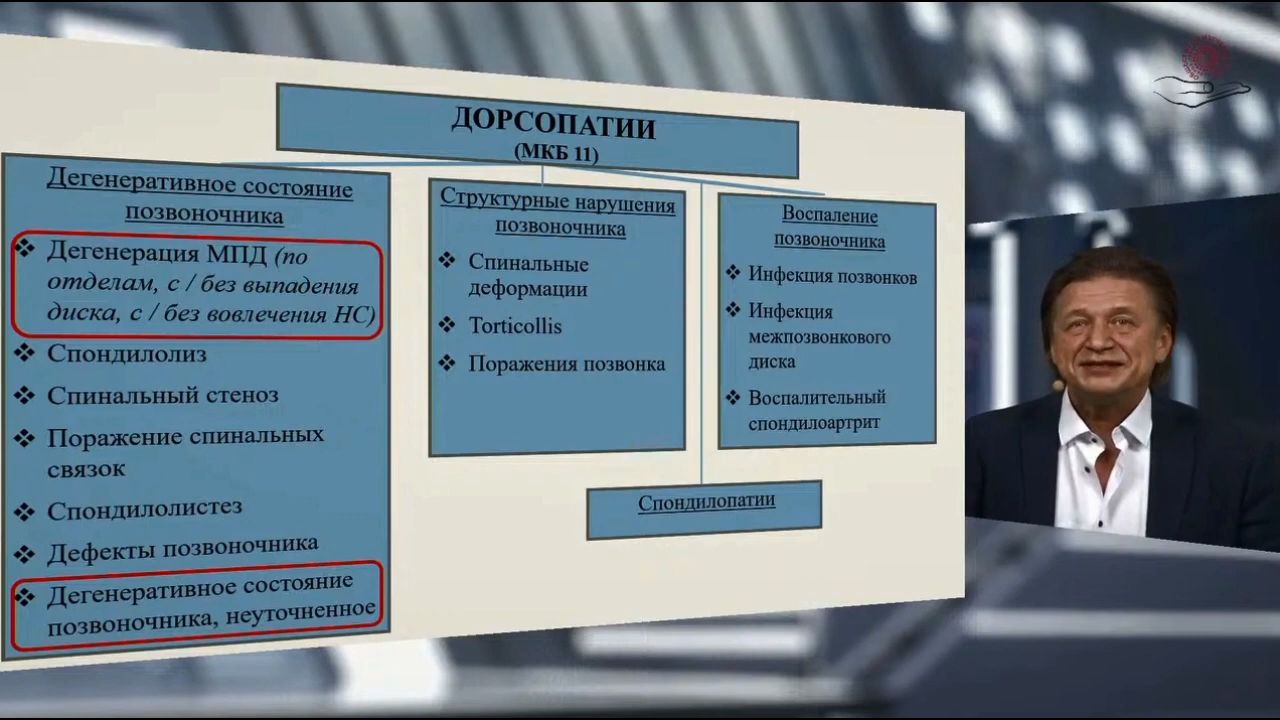 ДОРСОПАТИИ
(МКБ 11)
Дегенеративное состояние
позвоночника
❖ Дегенерация МПД (по
отделам, с / без выпадения
диска, с / без вовлечения НС)
❖ Спондилолиз
❖ Спинальный стеноз
❖ Поражение спинальных
связок
❖ Спондилолистез
❖ Дефекты позвоночника
❖ Дегенеративное состояние
позвоночника, неуточненное
Структурные нарушения
позвоночника
❖ Спинальные
деформации
❖ Torticollis
❖ Поражения позвонка
Воспаление
позвоночника
❖ Инфекция позвонков
❖ Инфекция
межпозвонкового
диска
❖ Воспалительный
спондилоартрит
Спондилопатии